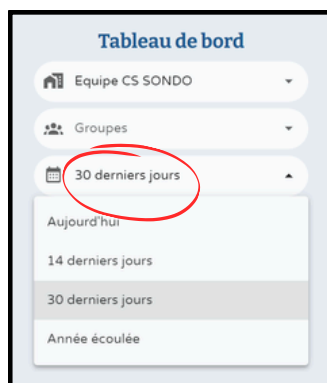 Tableau de bord
Equipe CS SONDO
Groupes
30 derniers jours
Aujourd'hui
14 derniers jours
30 derniers jours
Année écoulée